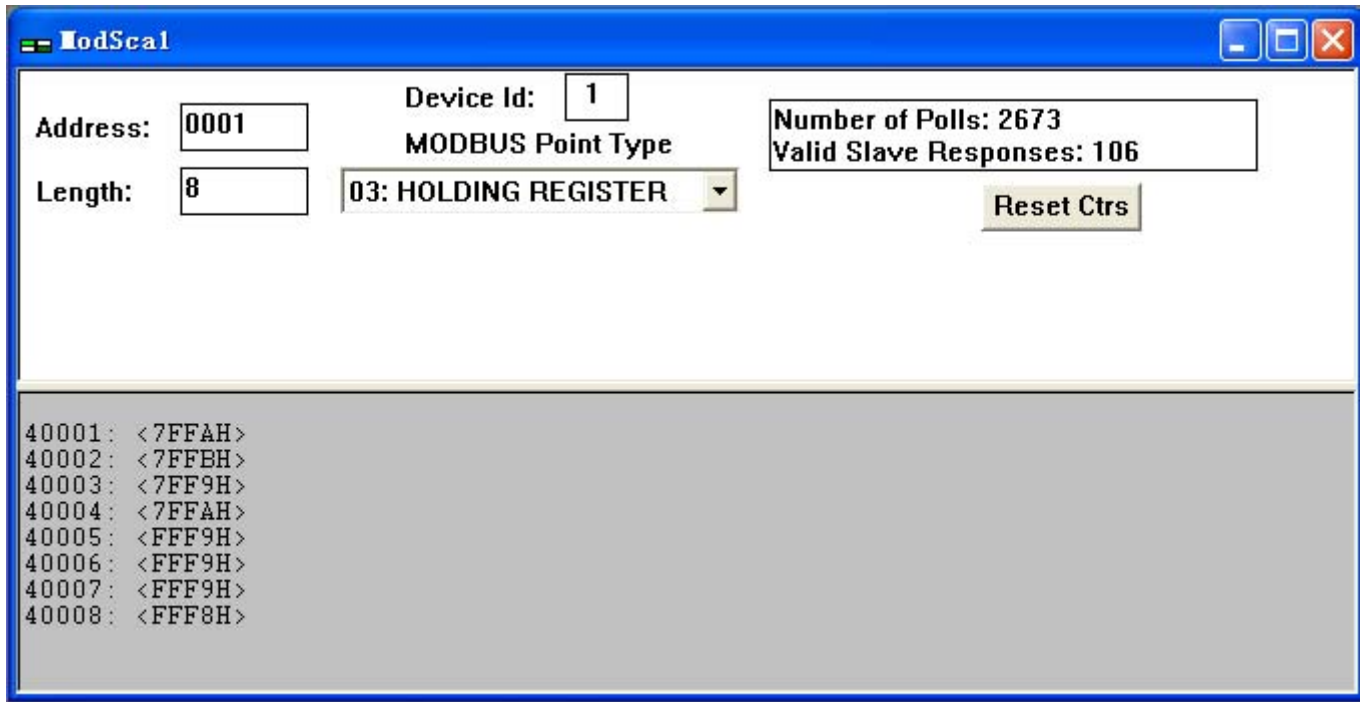 ModSca1
Device Id: 1
Address: 0001
MODBUS Point Type
Length: 8
03: HOLDING REGISTER
Number of Polls: 2673
Valid Slave Responses: 106
Reset Ctrs
40001: <7FFAH>
40002: <7FFBH>
40003: <7FF9H>
40004: <7FFAH>
40005: <FFF9H>
40006: <FFF9H>
40007: <FFF9H>
40008: <FFF8H>